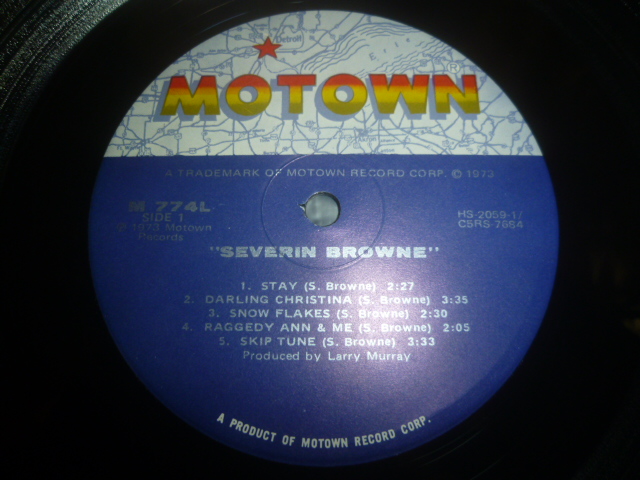 Detroit
Erie
MOTOWN
A TRADEMARK OF MOTOWN RECORD CORP. © 1973
M 774L
SIDE 1
℗ 1973 Motown
Records
HS-2059-1/
CSRS-7684
"SEVERIN BROWNE"
1. STAY (S. Browne) 2:27
2. DARLING CHRISTINA (S. Browne) 3:35
3. SNOW FLAKES (S. Browne) 2:30
4. RAGGEDY ANN & ME (S. Browne) 2:05
5. SKIP TUNE (S. Browne) 3:33
Produced by Larry Murray
A PRODUCT OF MOTOWN RECORD CORP.